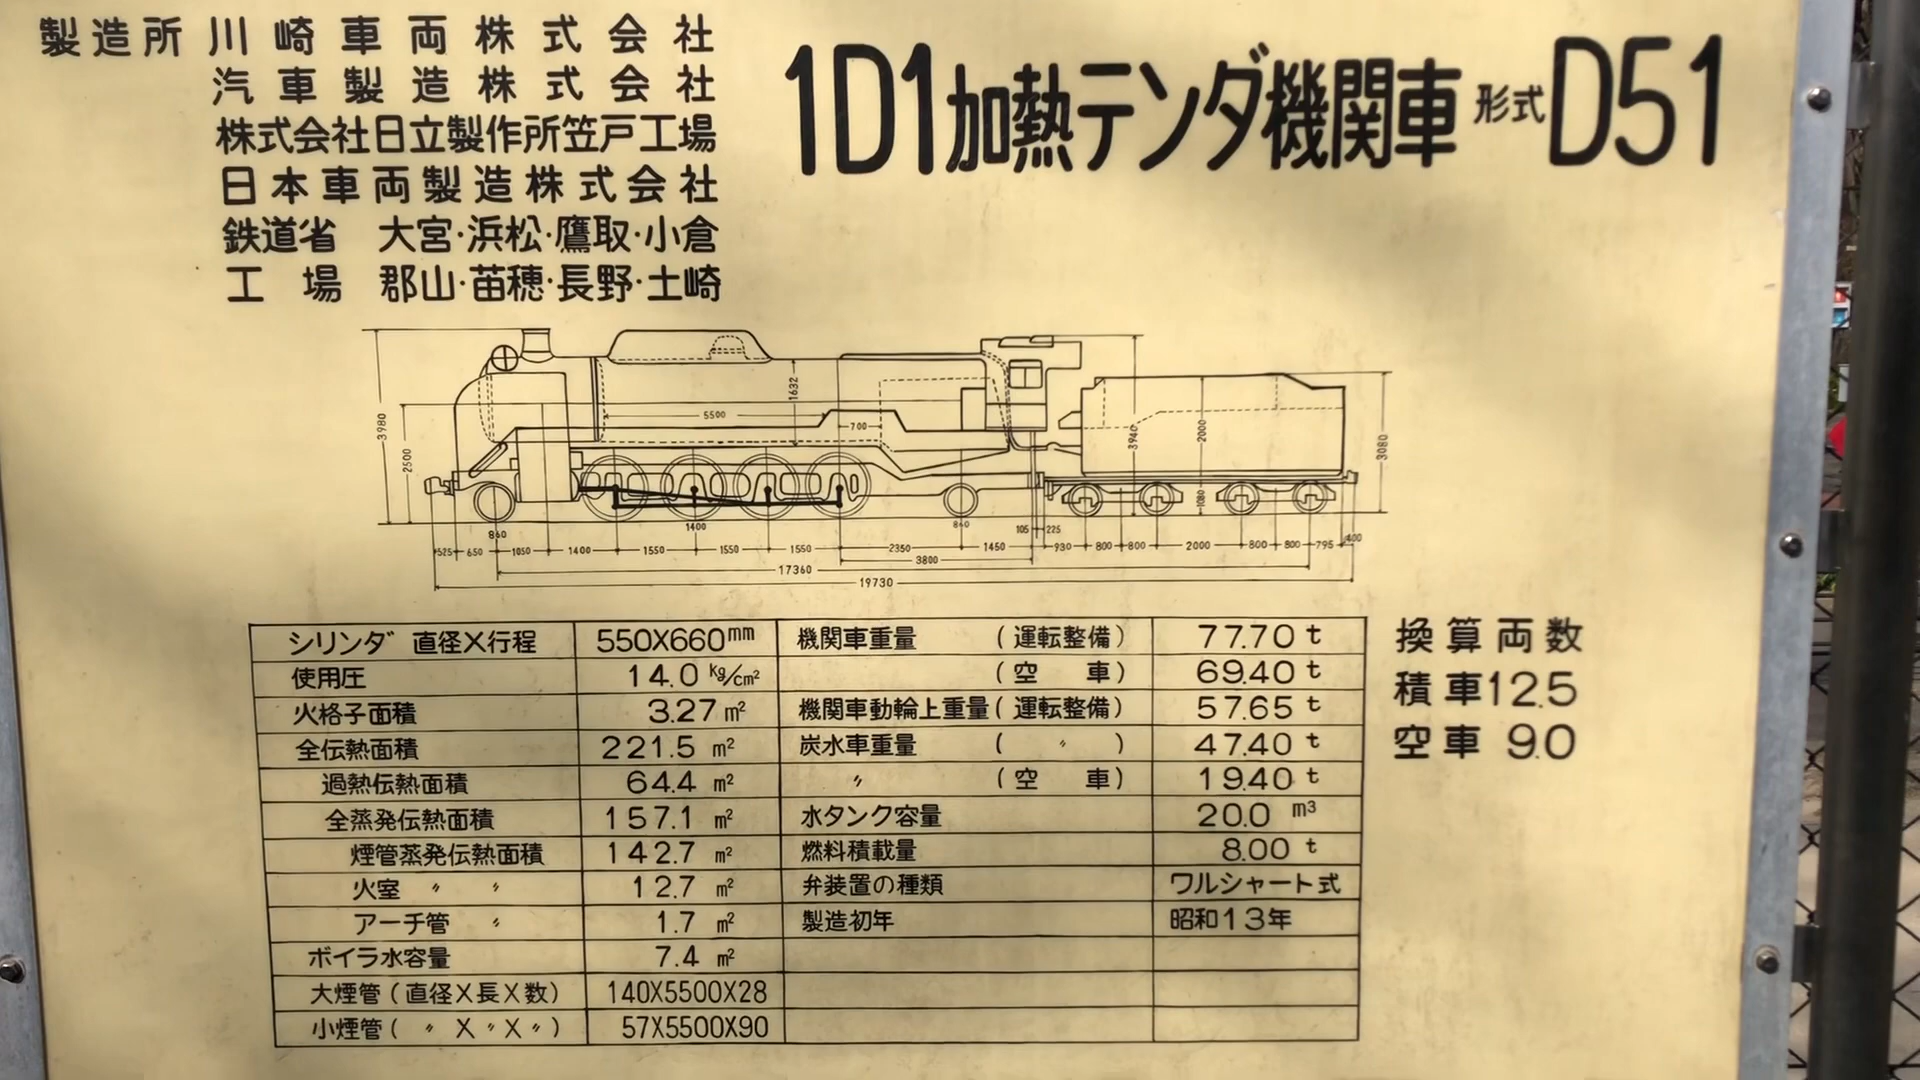 製造所 川崎車両株式会社
汽車製造株式会社
株式会社日立製作所笠戸工場
日本車両製造株式会社
鉄道省 大宮・浜松・鷹取・小倉
工場 郡山・苗穂・長野・土崎
1D1加熱テンダ機関車 形式D51
3980
2500
5500
1632
700
3940
2000
1080
3080
860 1400 860 105 225
525 650 1050 1400 1550 1550 1550 2350 1450 930 800 800 2000 800 800 795 400
3800
17360
19730
シリンダ 直径X行程 550X660mm 機関車重量 (運転整備) 77.70 t
使用圧 14.0 kg/cm² (空 車) 69.40 t
火格子面積 3.27 m² 機関車動輪上重量(運転整備) 57.65 t
全伝熱面積 221.5 m² 炭水車重量 ( 〃 ) 47.40 t
過熱伝熱面積 64.4 m² 〃 (空 車) 19.40 t
全蒸発伝熱面積 157.1 m² 水タンク容量 20.0 m³
煙管蒸発伝熱面積 142.7 m² 燃料積載量 8.00 t
火室 〃 〃 12.7 m² 弁装置の種類 ワルシャート式
アーチ管 〃 1.7 m² 製造初年 昭和13年
ボイラ水容量 7.4 m²
大煙管(直径X長X数) 140X5500X28
小煙管( 〃 X 〃 X 〃 ) 57X5500X90
換算両数
積車12.5
空車 9.0